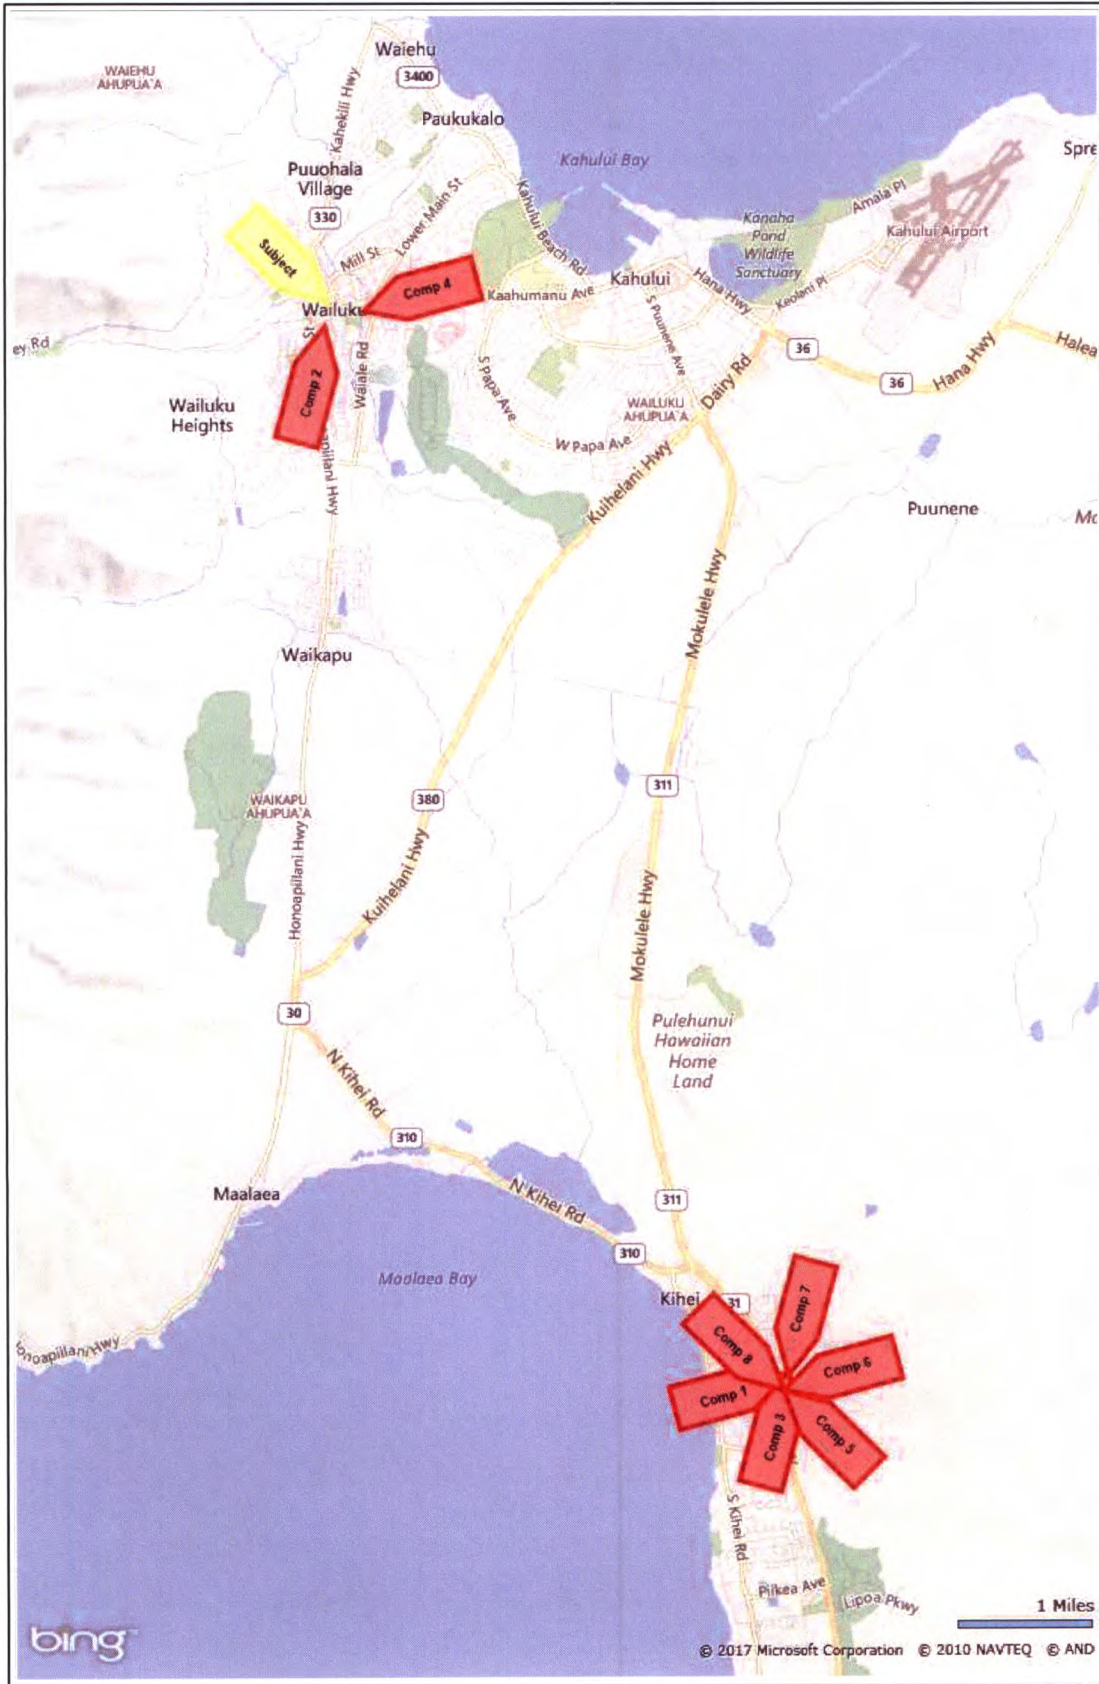 Waiehu
WAIEHU
AHUPUA`A
3400
Kahekili Hwy
Paukukalo
Spre
Kahului Bay
Puuohala
Village
Lower Main St
Kahului Beach Rd
Amala Pl
330
Kanaha
Pond
Wildlife
Sanctuary
Kahului Airport
Subject
Mill St
Kahului
Hana Hwy
Keolani Pl
Comp 4
Kaahumanu Ave
Wailuku
St
S Puunene Ave
36
Halea
ey Rd
Waiale Rd
Dairy Rd
Hana Hwy
36
Comp 2
S Papa Ave
WAILUKU
AHUPUA`A
Wailuku
Heights
W Papa Ave
Kuihelani Hwy
Puunene
Mokulele Hwy
Waikapu
311
WAIKAPU
AHUPUA`A
380
Honoapiilani Hwy
Kuihelani Hwy
Mokulele Hwy
30
Pulehunui
Hawaiian
Home
Land
N Kihei Rd
310
Maalaea
N Kihei Rd
311
310
Maalaea Bay
Kihei
31
Comp 7
Comp 8
Comp 6
onoapiilani Hwy
Comp 1
Comp 3
Comp 5
S Kihei Rd
Piikea Ave
Lipoa Pkwy
1 Miles
bing
© 2017 Microsoft Corporation © 2010 NAVTEQ © AND